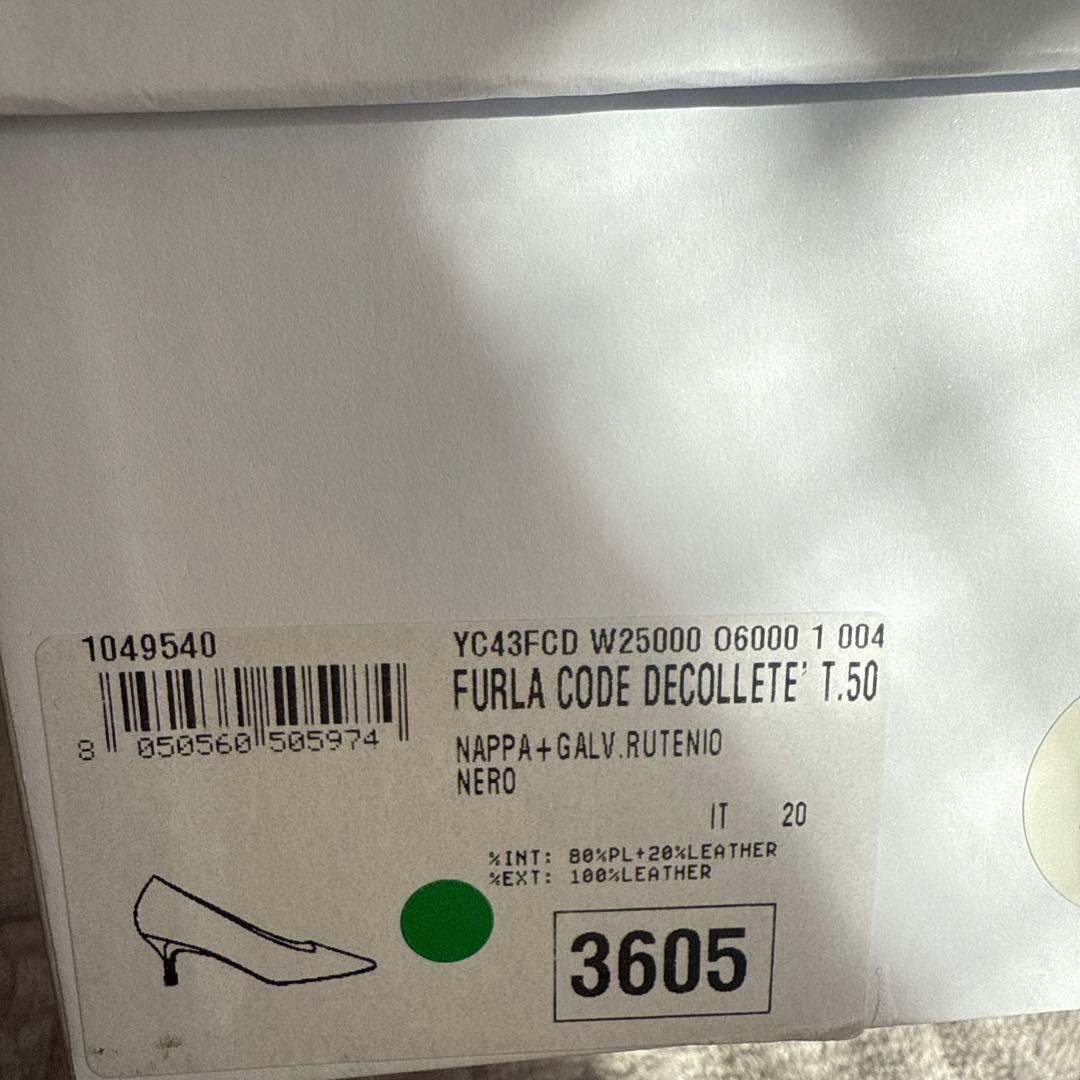 1049540
8 050560 505974
YC43FCD W25000 O6000 1 004
FURLA CODE DECOLLETE' T.50
NAPPA+GALV.RUTENIO
NERO
IT 20
%INT: 80%PL+20%LEATHER
%EXT: 100%LEATHER
3605